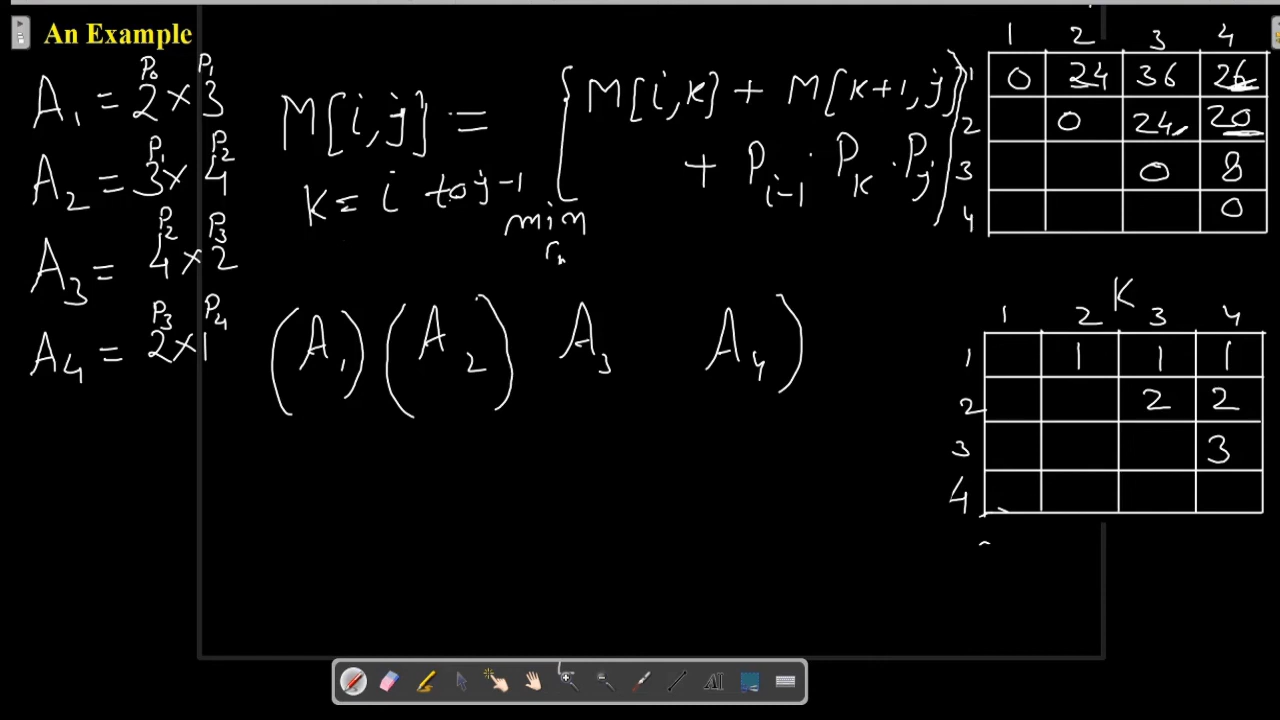 An Example
P0 P1
A1 = 2 × 3
P1 P2
A2 = 3 × 4
P2 P3
A3 = 4 × 2
P3 P4
A4 = 2 × 1
M[i,j] = { M[i,k] + M[k+1,j]
+ Pi-1 . Pk . Pj }
k = i to j-1
min
(A1) (A2) A3 A4)
1 2 3 4
1 0 24 36 26
2 0 24 20
3 0 8
4 0
K
1 2 3 4
1 1 1 1
2 2 2
3 3
4
AI